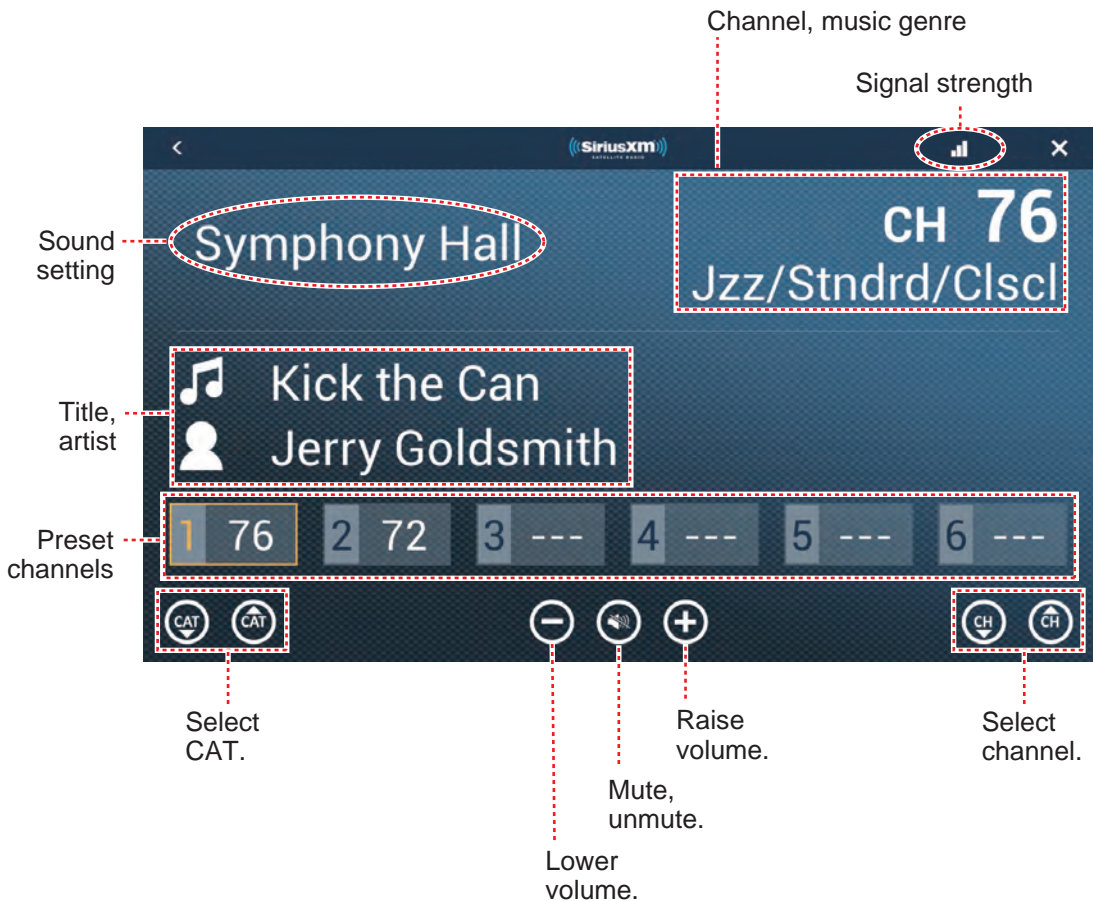 Channel, music genre
Signal strength
((SiriusXM))
SATELLITE RADIO
Sound
setting
Symphony Hall
CH 76
Jzz/Stndrd/Clscl
Title,
artist
Kick the Can
Jerry Goldsmith
Preset
channels
1 76 2 72 3 --- 4 --- 5 --- 6 ---
CAT CAT CH CH
Select
CAT.
Raise
volume.
Select
channel.
Mute,
unmute.
Lower
volume.